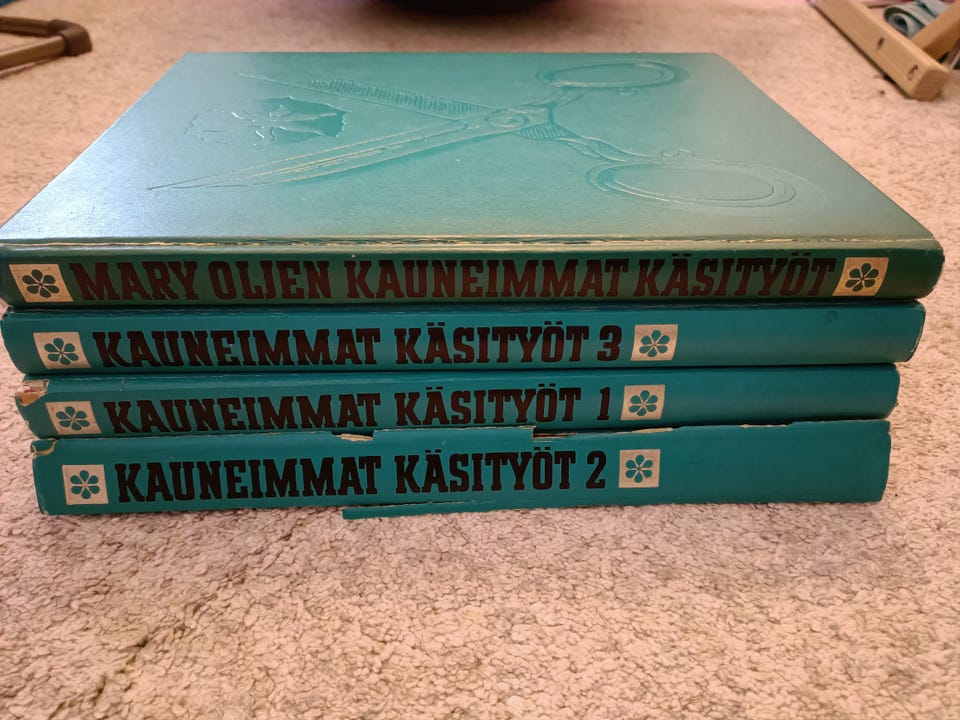 MARY OLJEN KAUNEIMMAT KÄSITYÖT
KAUNEIMMAT KÄSITYÖT 3
KAUNEIMMAT KÄSITYÖT 1
KAUNEIMMAT KÄSITYÖT 2